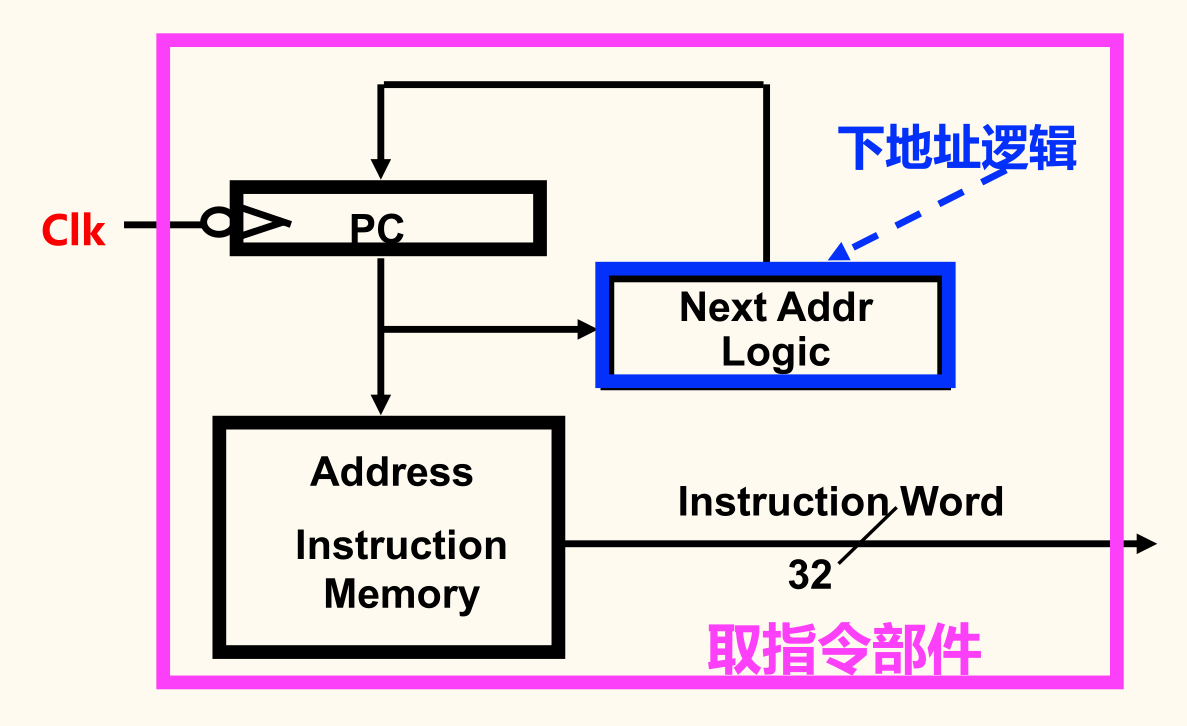 下地址逻辑
Clk
PC
Next Addr
Logic
Address
Instruction
Memory
Instruction Word
32
取指令部件